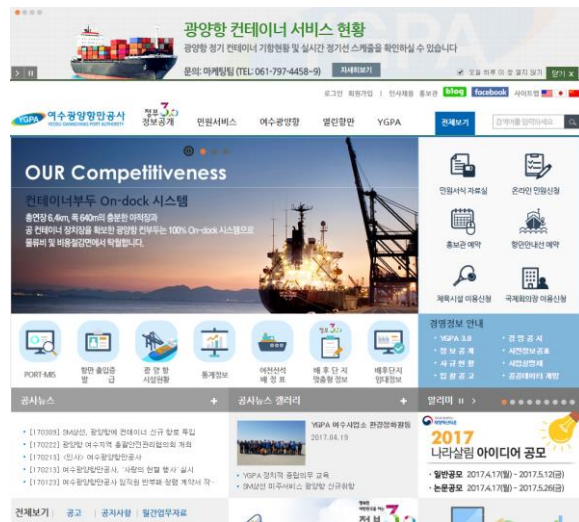 광양항 컨테이너 서비스 현황
광양항 정기 컨테이너 기항현황 및 실시간 정기선 스케줄을 확인하실 수 있습니다
문의: 마케팅팀 (TEL: 061-797-4458~9) 자세히보기
오늘 하루 이 창 열지 않기 닫기 X
로그인 회원가입 | 인사채용 홍보관 blog facebook 사이트맵
YGPA 여수광양항만공사
정부3.0 정보공개 민원서비스 여수광양항 열린항만 YGPA 전체보기 검색어를 입력하세요
OUR Competitiveness
컨테이너부두 On-dock 시스템
총연장 6.4km, 폭 640m의 충분한 야적장과
공 컨테이너 장치장을 확보한 광양항 컨부두는 100% On-dock 시스템으로
물류비 및 비용절감면에서 탁월합니다.
민원서식 자료실 온라인 민원신청
홍보관 예약 항만안내선 예약
체육시설 이용신청 국제회의장 이용신청
PORT-MIS
항만 출입증 발 급
광 양 항 시설현황
통계정보
여천선석 배 정 표
배 후 단 지 맞춤형 정보
배후단지 임대정보
경영정보 안내
YGPA 3.0 경 영 공 시
정 보 공 개 사전정보공표
사 규 현 황 사업실명제
입 찰 공 고 공공데이터 개방
공사뉴스 +
[170309] SM상선, 광양항에 컨테이너 신규 항로 투입
[170222] 광양항 여수지역 총괄안전관리협의회 개최
[170213] <인사> 여수광양항만공사
[170213] 여수광양항만공사, '사랑의 헌혈 행사' 실시
[170123] 여수광양항만공사 임직원 반부패·청렴 계약서 작·
공사뉴스 갤러리 +
YGPA 여수사업소 환경정화활동
2017.04.19
YGPA 정치적 중립의무 교육
SM상선 미주서비스 광양항 신규취항
알리미
2017
나라살림 아이디어 공모
일반공모 2017.4.17(월) - 2017.5.12(금)
논문공모 2017.4.17(월) - 2017.5.26(금)
전체보기 | 공고 | 공지사항 | 월간업무자료